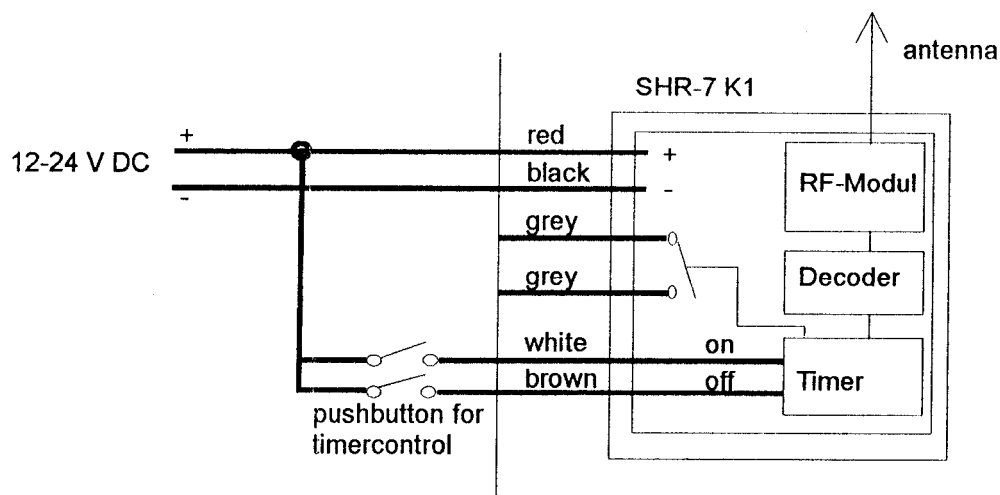 antenna
SHR-7 K1
+
red
+
12-24 V DC
black
RF-Modul
-
-
grey
grey
Decoder
white
on
brown
off
Timer
pushbutton for
timercontrol